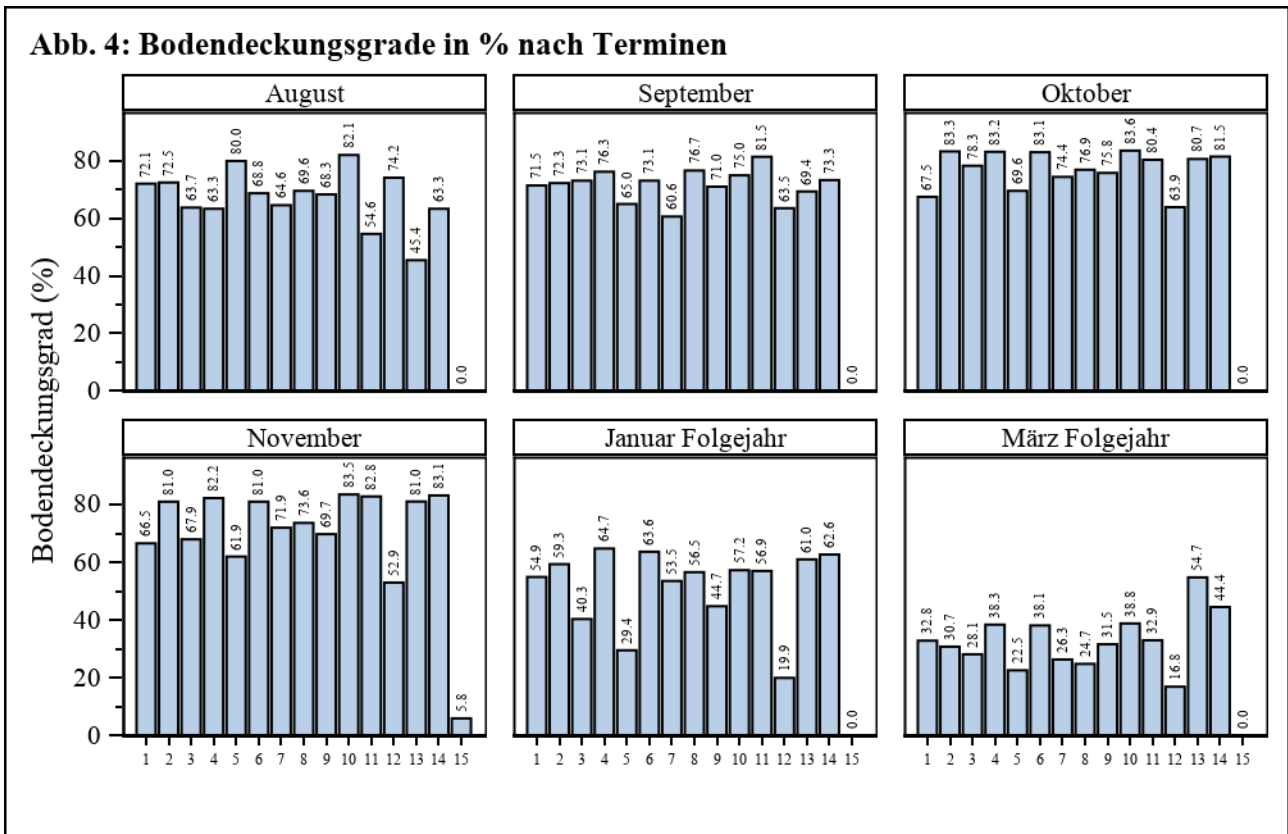 Abb. 4: Bodendeckungsgrade in % nach Terminen
August
September
Oktober
Bodendeckungsgrad (%)
80
60
40
20
0
72.1 72.5 63.7 63.3 80.0 68.8 64.6 69.6 68.3 82.1 54.6 74.2 45.4 63.3 0.0
71.5 72.3 73.1 76.3 65.0 73.1 60.6 76.7 71.0 75.0 81.5 63.5 69.4 73.3 0.0
67.5 83.3 78.3 83.2 69.6 83.1 74.4 76.9 75.8 83.6 80.4 63.9 80.7 81.5 0.0
November
Januar Folgejahr
März Folgejahr
80
60
40
20
0
66.5 81.0 67.9 82.2 61.9 81.0 71.9 73.6 69.7 83.5 82.8 52.9 81.0 83.1 5.8
54.9 59.3 40.3 64.7 29.4 63.6 53.5 56.5 44.7 57.2 56.9 19.9 61.0 62.6 0.0
32.8 30.7 28.1 38.3 22.5 38.1 26.3 24.7 31.5 38.8 32.9 16.8 54.7 44.4 0.0
1 2 3 4 5 6 7 8 9 10 11 12 13 14 15
1 2 3 4 5 6 7 8 9 10 11 12 13 14 15
1 2 3 4 5 6 7 8 9 10 11 12 13 14 15